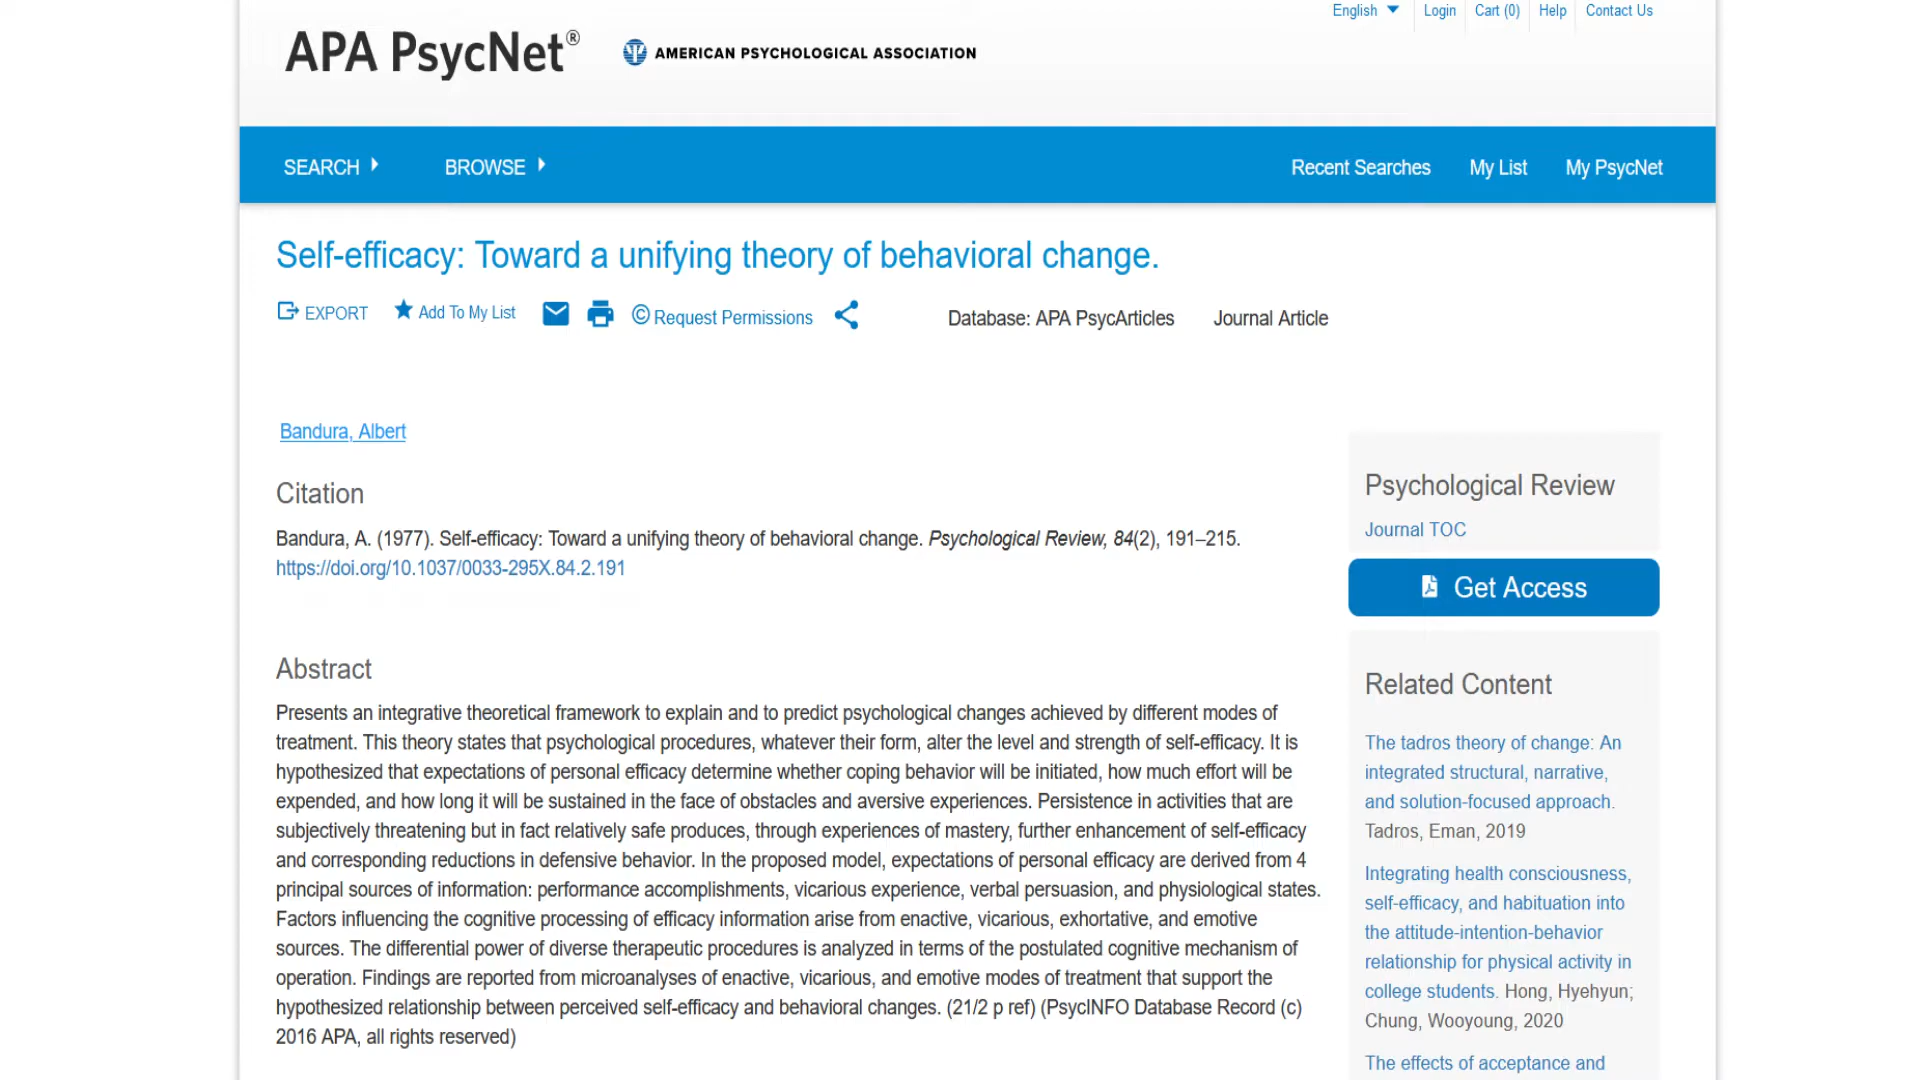 English
Login
Cart (0)
Help
Contact Us
APA PsycNet®
AMERICAN PSYCHOLOGICAL ASSOCIATION
SEARCH
BROWSE
Recent Searches
My List
My PsycNet
Self-efficacy: Toward a unifying theory of behavioral change.
EXPORT
Add To My List
© Request Permissions
Database: APA PsycArticles
Journal Article
Bandura, Albert
Citation
Bandura, A. (1977). Self-efficacy: Toward a unifying theory of behavioral change. Psychological Review, 84(2), 191–215.
https://doi.org/10.1037/0033-295X.84.2.191
Abstract
Presents an integrative theoretical framework to explain and to predict psychological changes achieved by different modes of
treatment. This theory states that psychological procedures, whatever their form, alter the level and strength of self-efficacy. It is
hypothesized that expectations of personal efficacy determine whether coping behavior will be initiated, how much effort will be
expended, and how long it will be sustained in the face of obstacles and aversive experiences. Persistence in activities that are
subjectively threatening but in fact relatively safe produces, through experiences of mastery, further enhancement of self-efficacy
and corresponding reductions in defensive behavior. In the proposed model, expectations of personal efficacy are derived from 4
principal sources of information: performance accomplishments, vicarious experience, verbal persuasion, and physiological states.
Factors influencing the cognitive processing of efficacy information arise from enactive, vicarious, exhortative, and emotive
sources. The differential power of diverse therapeutic procedures is analyzed in terms of the postulated cognitive mechanism of
operation. Findings are reported from microanalyses of enactive, vicarious, and emotive modes of treatment that support the
hypothesized relationship between perceived self-efficacy and behavioral changes. (21/2 p ref) (PsycINFO Database Record (c)
2016 APA, all rights reserved)
Psychological Review
Journal TOC
Get Access
Related Content
The tadros theory of change: An
integrated structural, narrative,
and solution-focused approach.
Tadros, Eman, 2019
Integrating health consciousness,
self-efficacy, and habituation into
the attitude-intention-behavior
relationship for physical activity in
college students. Hong, Hyehyun;
Chung, Wooyoung, 2020
The effects of acceptance and